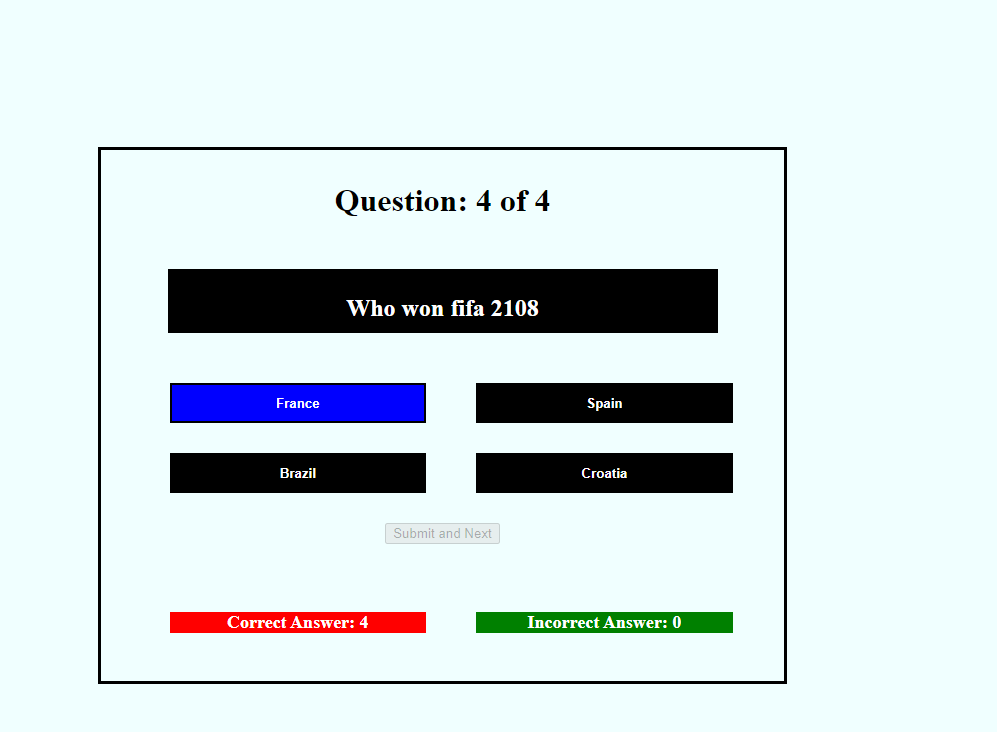 Question: 4 of 4
Who won fifa 2108
France
Spain
Brazil
Croatia
Submit and Next
Correct Answer: 4
Incorrect Answer: 0